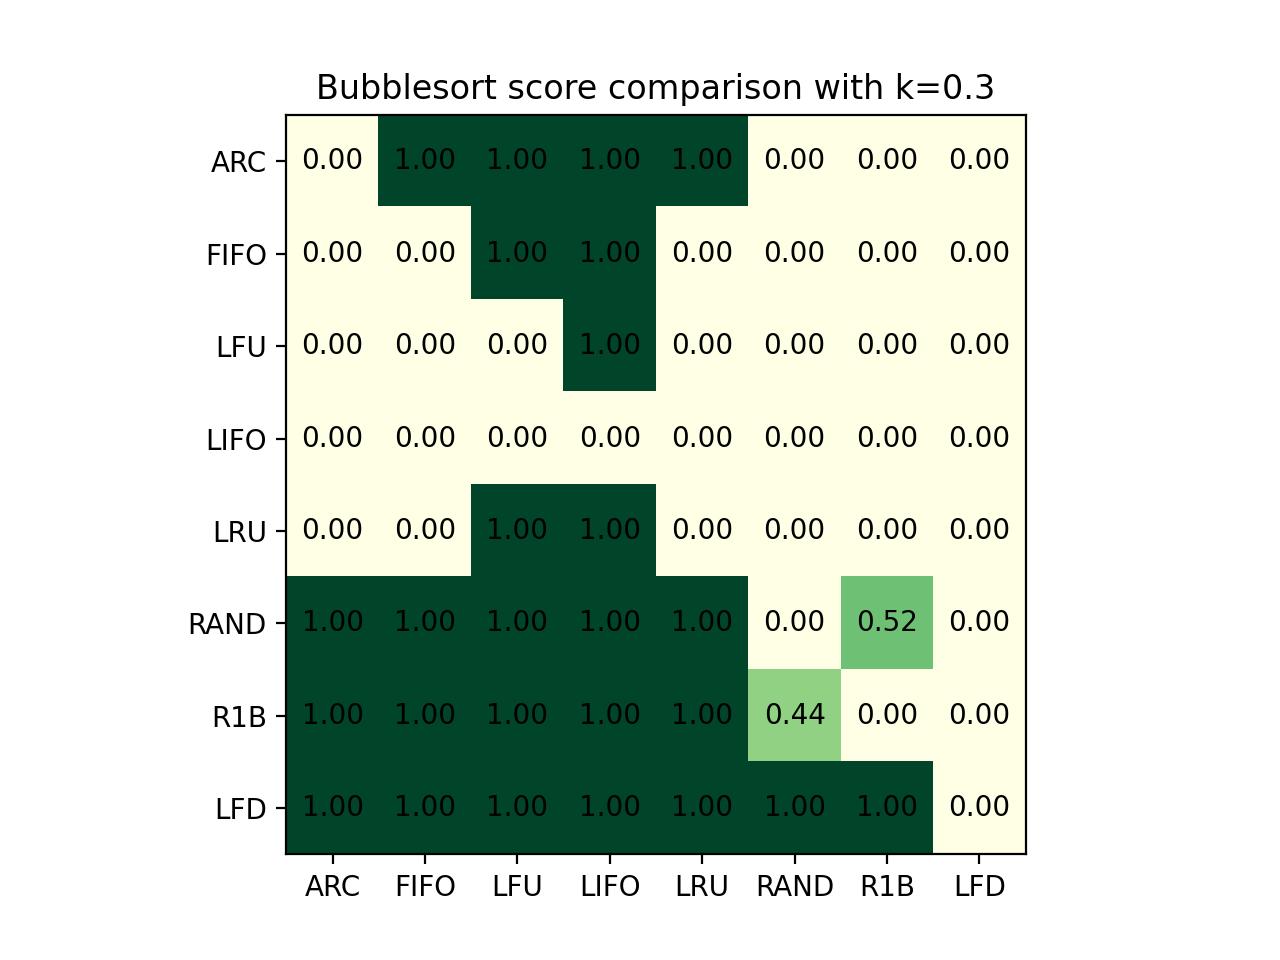 Bubblesort score comparison with k=0.3
ARC 0.00 1.00 1.00 1.00 1.00 0.00 0.00 0.00
FIFO 0.00 0.00 1.00 1.00 0.00 0.00 0.00 0.00
LFU 0.00 0.00 0.00 1.00 0.00 0.00 0.00 0.00
LIFO 0.00 0.00 0.00 0.00 0.00 0.00 0.00 0.00
LRU 0.00 0.00 1.00 1.00 0.00 0.00 0.00 0.00
RAND 1.00 1.00 1.00 1.00 1.00 0.00 0.52 0.00
R1B 1.00 1.00 1.00 1.00 1.00 0.44 0.00 0.00
LFD 1.00 1.00 1.00 1.00 1.00 1.00 1.00 0.00
ARC FIFO LFU LIFO LRU RAND R1B LFD